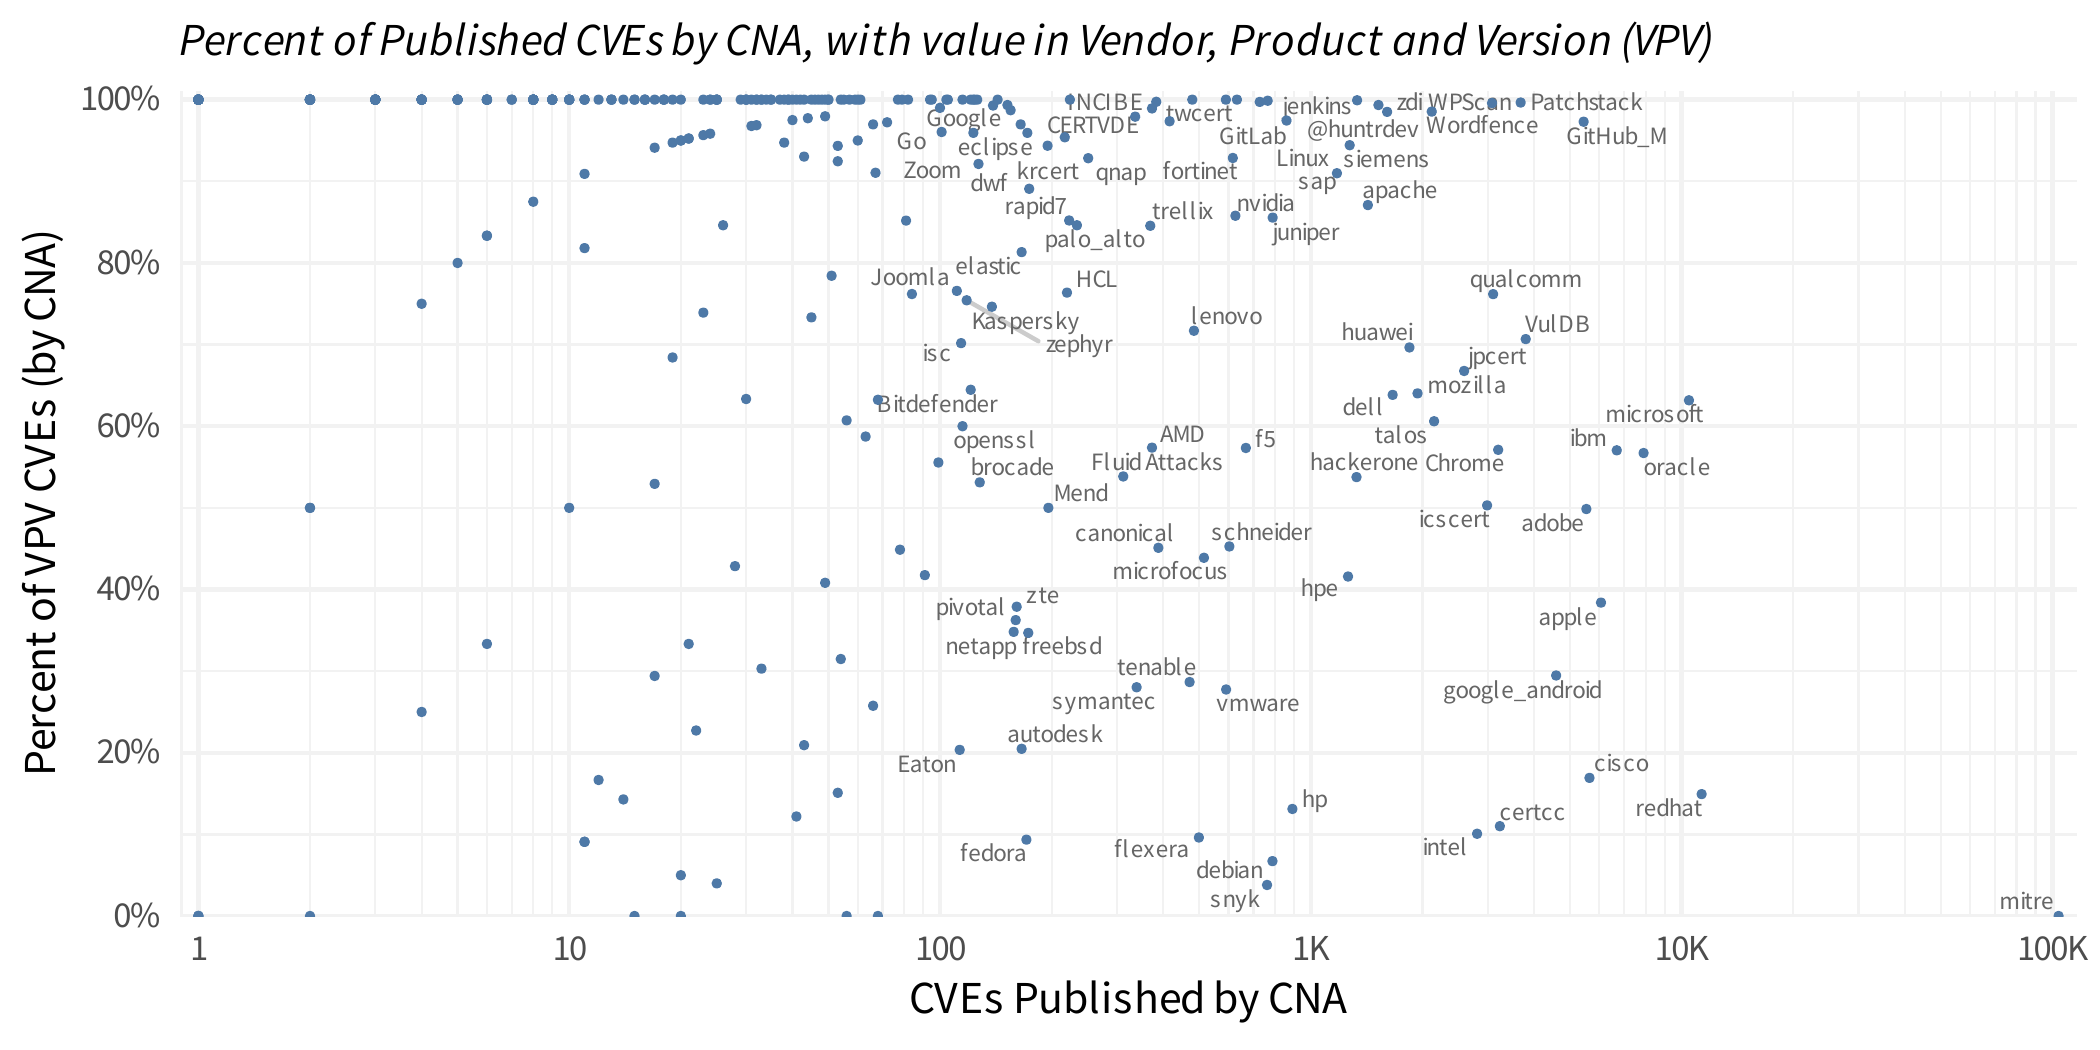 Percent of Published CVEs by CNA, with value in Vendor, Product and Version (VPV)
Percent of VPV CVEs (by CNA)
100%
80%
60%
40%
20%
0%
INCIBE
jenkins
zdi
WPScan
Patchstack
Google
CERTVDE
twcert
@huntrdev
Wordfence
GitLab
GitHub_M
Go
eclipse
Zoom
dwf
krcert
qnap
fortinet
Linux
siemens
sap
apache
rapid7
trellix
nvidia
palo_alto
juniper
Joomla
elastic
HCL
qualcomm
Kaspersky
lenovo
huawei
VulDB
isc
zephyr
jpcert
mozilla
Bitdefender
dell
microsoft
openssl
AMD
f5
talos
ibm
brocade
Fluid Attacks
hackerone
Chrome
oracle
Mend
icscert
adobe
canonical
schneider
microfocus
hpe
pivotal
zte
apple
netapp
freebsd
tenable
symantec
vmware
google_android
autodesk
Eaton
cisco
hp
certcc
redhat
fedora
flexera
intel
debian
snyk
mitre
1
10
100
1K
10K
100K
CVEs Published by CNA